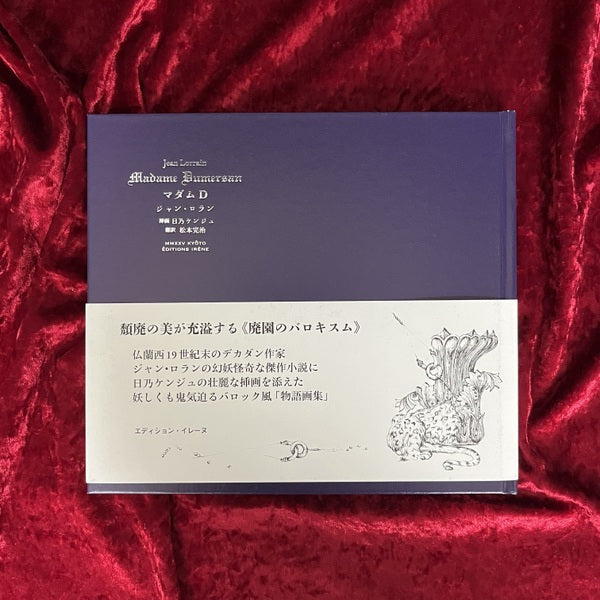 Jean Lorrain
Madame Dumersan
マダムD
ジャン・ロラン
挿画 日乃ケンジュ
翻訳 松本完治
MMXXV KYŌTO
ÉDITIONS IRÈNE
頽廃の美が充溢する《廃園のバロキスム》
仏蘭西19世紀末のデカダン作家
ジャン・ロランの幻妖怪奇な傑作小説に
日乃ケンジュの壮麗な挿画を添えた
妖しくも鬼気迫るバロック風「物語画集」
エディション・イレーヌ